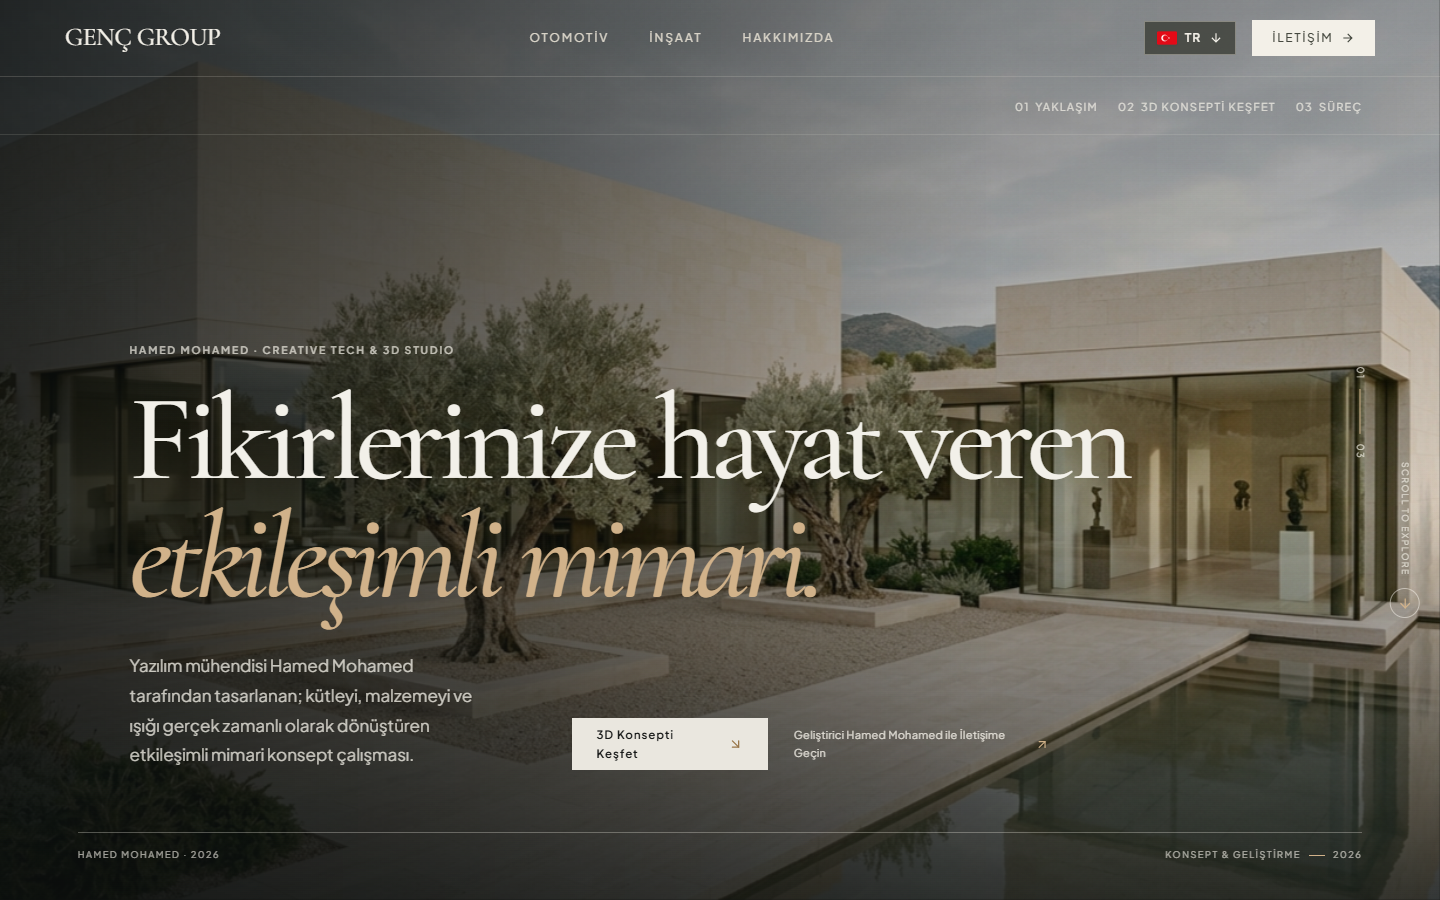 GENÇ GROUP
OTOMOTİV
İNŞAAT
HAKKIMIZDA
TR
İLETİŞİM
01 YAKLAŞIM
02 3D KONSEPTİ KEŞFET
03 SÜREÇ
HAMED MOHAMED · CREATIVE TECH & 3D STUDIO
Fikirlerinize hayat veren
etkileşimli mimari.
01
03
SCROLL TO EXPLORE
Yazılım mühendisi Hamed Mohamed
tarafından tasarlanan; kütleyi, malzemeyi ve
ışığı gerçek zamanlı olarak dönüştüren
etkileşimli mimari konsept çalışması.
3D Konsepti
Keşfet
Geliştirici Hamed Mohamed ile İletişime
Geçin
HAMED MOHAMED · 2026
KONSEPT & GELİŞTİRME — 2026